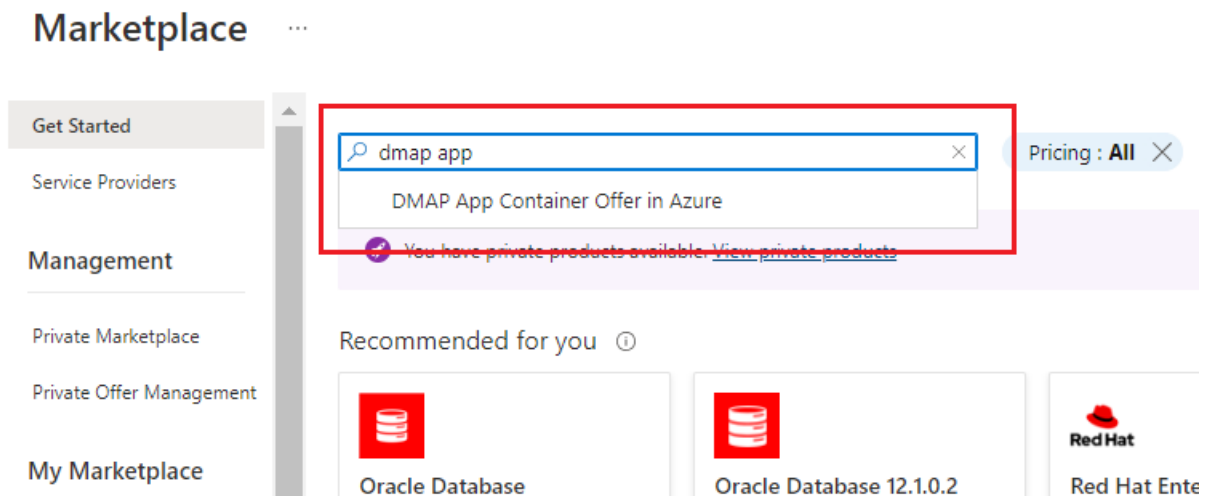 Marketplace ...
Get Started
Service Providers
Management
Private Marketplace
Private Offer Management
My Marketplace
dmap app
Pricing : All
DMAP App Container Offer in Azure
You have private products available. View private products
Recommended for you
Oracle Database
Oracle Database 12.1.0.2
Red Hat
Red Hat Ente